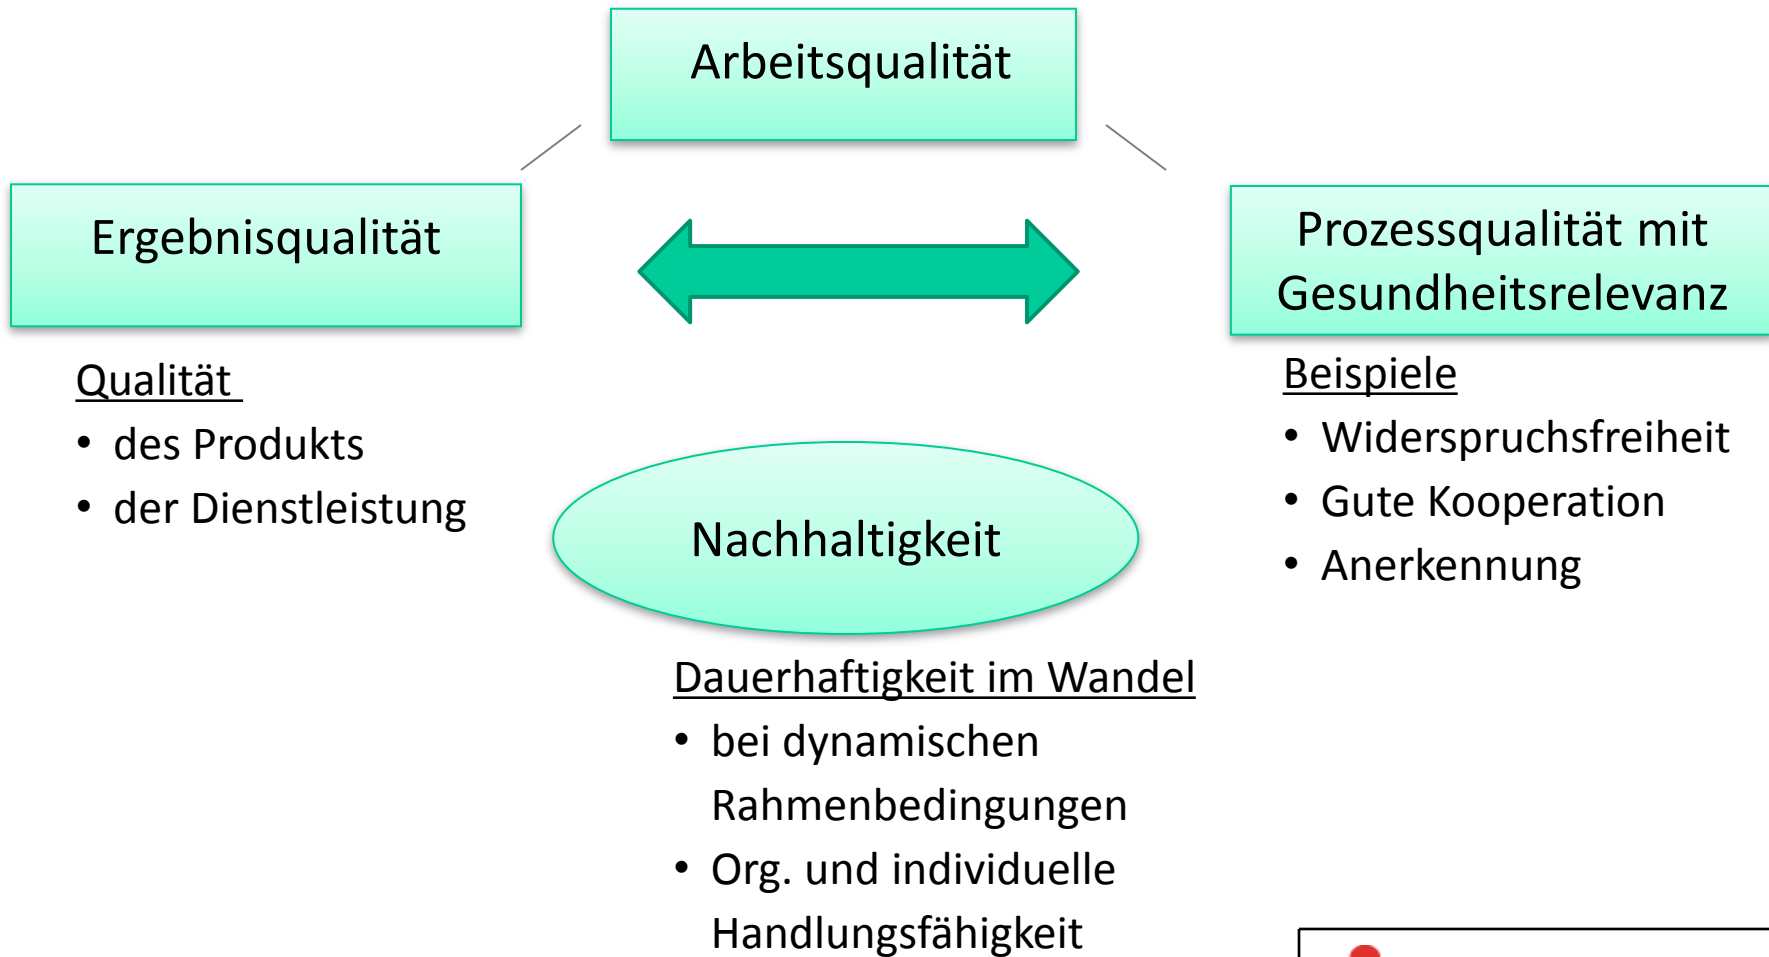 Arbeitsqualität
Ergebnisqualität
Prozessqualität mit
Gesundheitsrelevanz
Qualität
• des Produkts
• der Dienstleistung
Beispiele
• Widerspruchsfreiheit
• Gute Kooperation
• Anerkennung
Nachhaltigkeit
Dauerhaftigkeit im Wandel
• bei dynamischen
Rahmenbedingungen
• Org. und individuelle
Handlungsfähigkeit